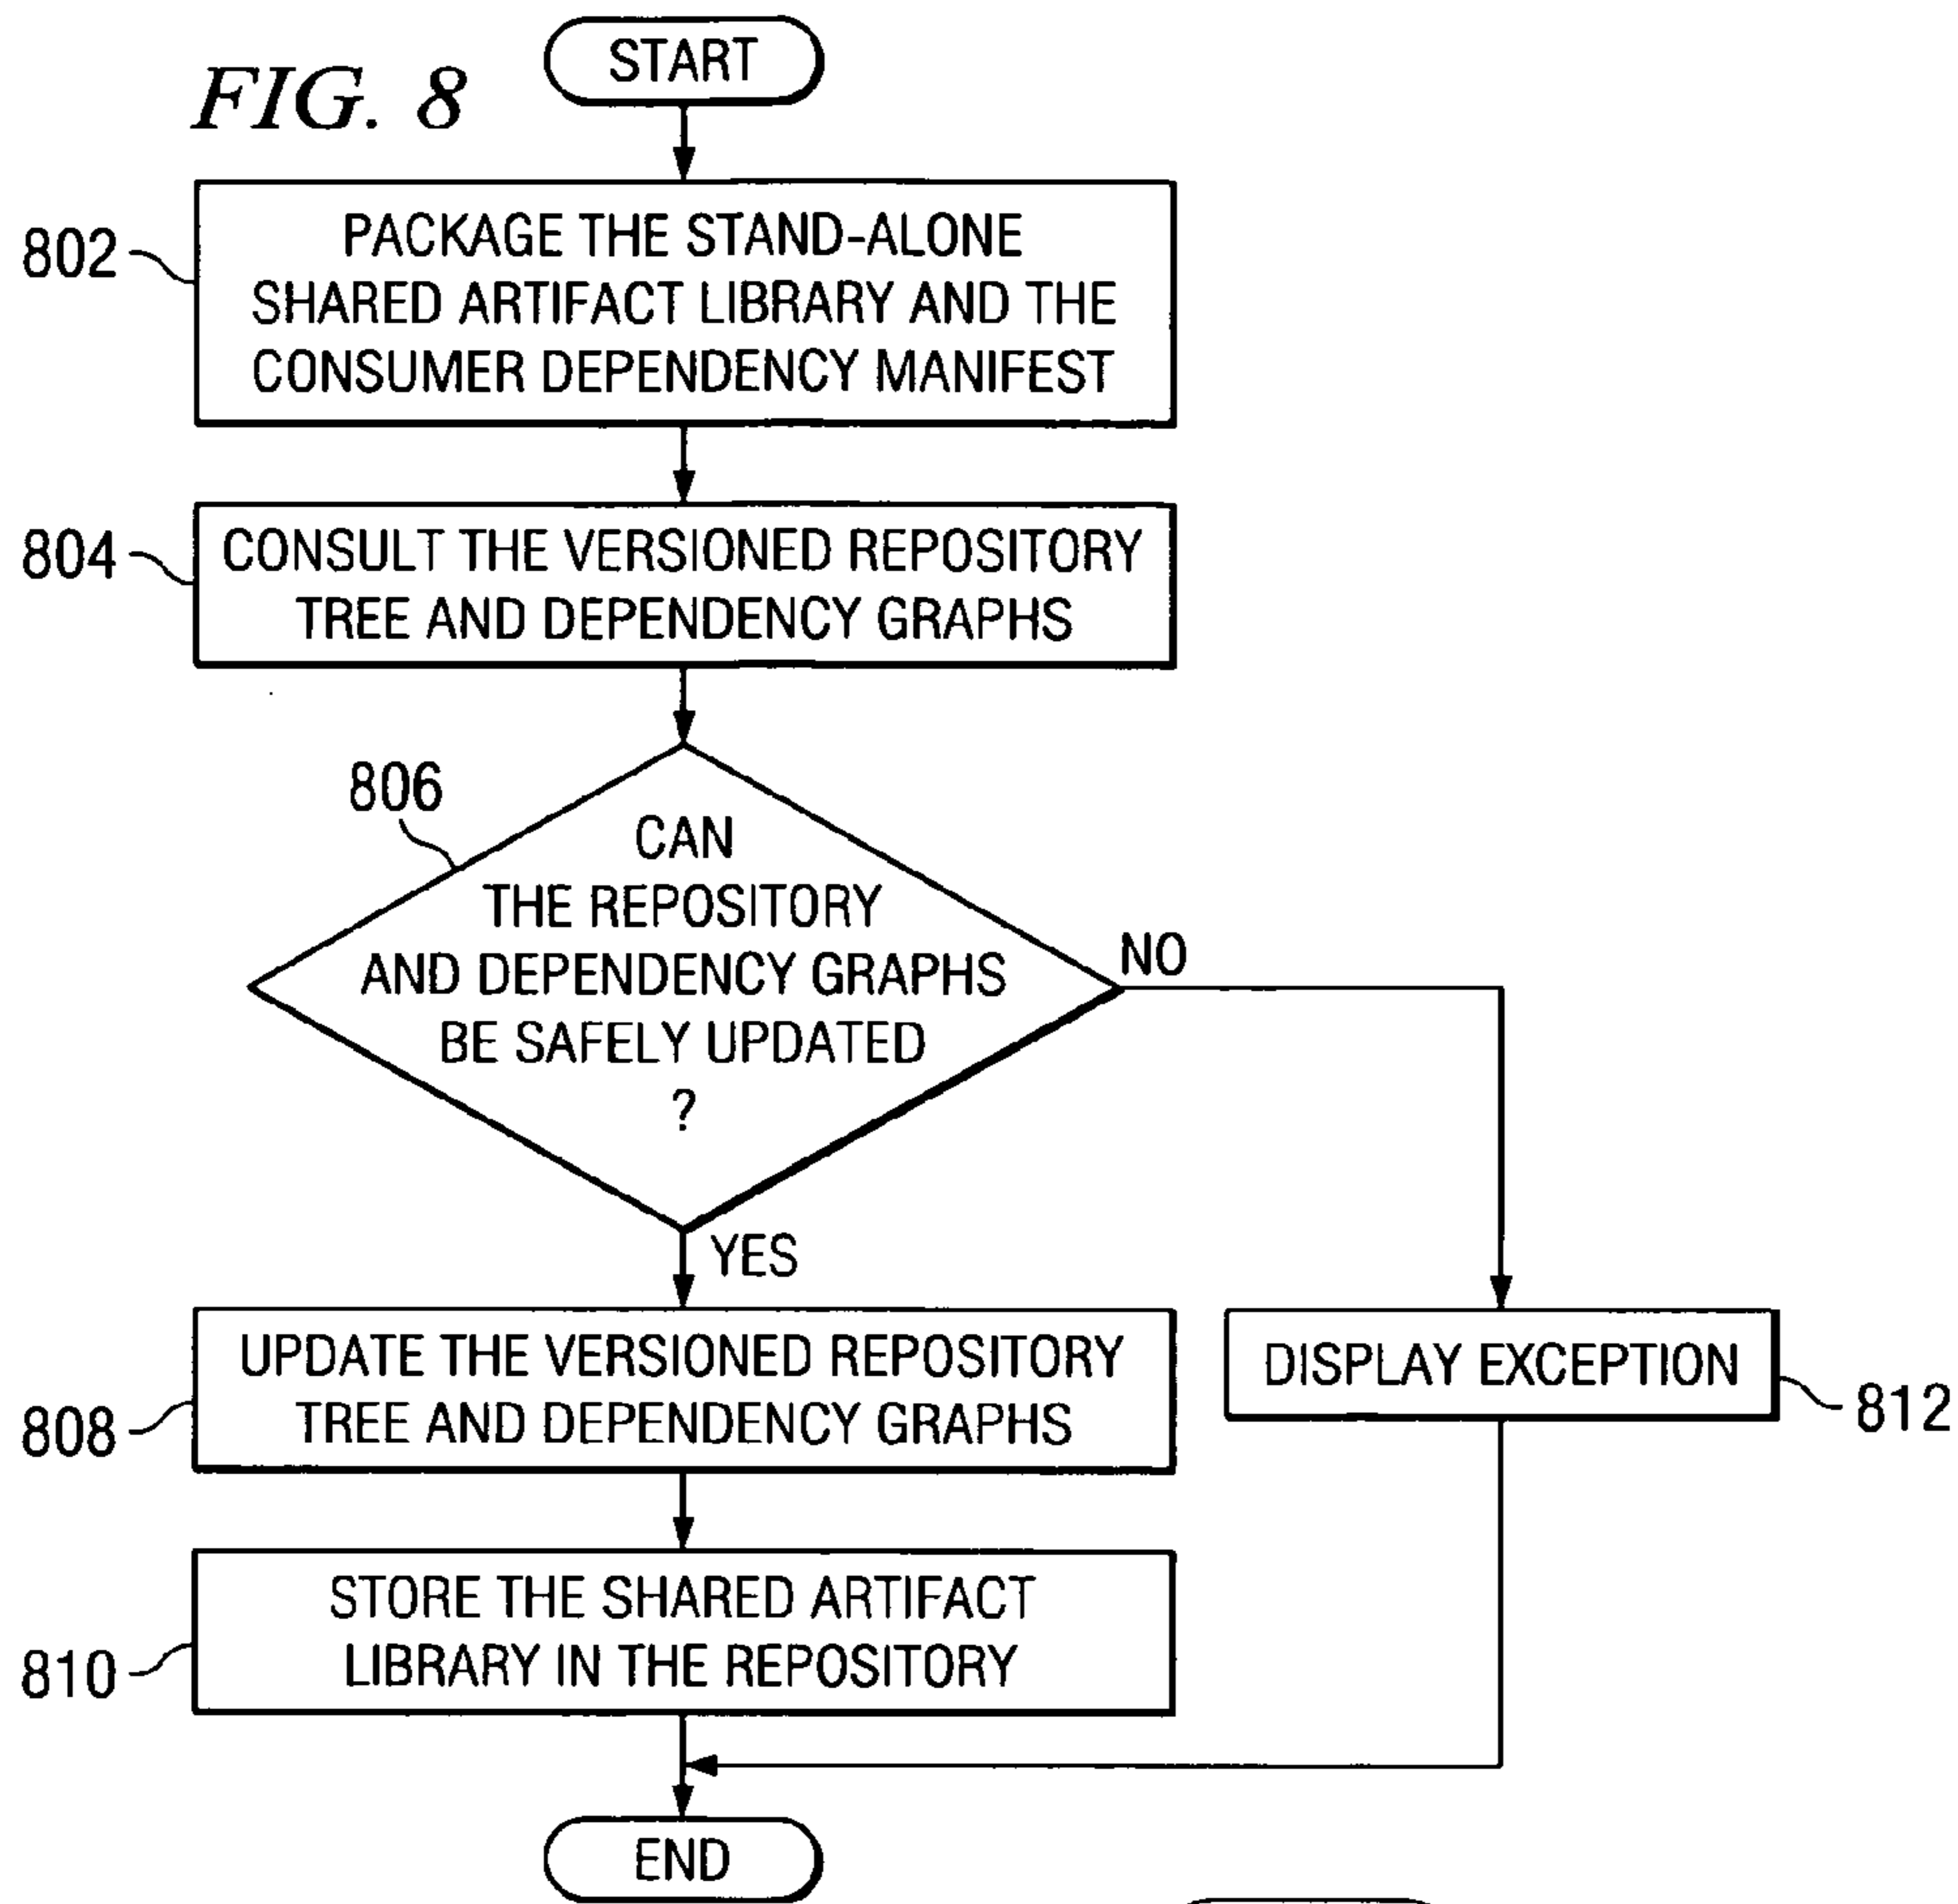 FIG. 8
START
802
PACKAGE THE STAND-ALONE
SHARED ARTIFACT LIBRARY AND THE
CONSUMER DEPENDENCY MANIFEST
804
CONSULT THE VERSIONED REPOSITORY
TREE AND DEPENDENCY GRAPHS
806
CAN
THE REPOSITORY
AND DEPENDENCY GRAPHS
BE SAFELY UPDATED
?
NO
YES
808
UPDATE THE VERSIONED REPOSITORY
TREE AND DEPENDENCY GRAPHS
DISPLAY EXCEPTION
812
810
STORE THE SHARED ARTIFACT
LIBRARY IN THE REPOSITORY
END